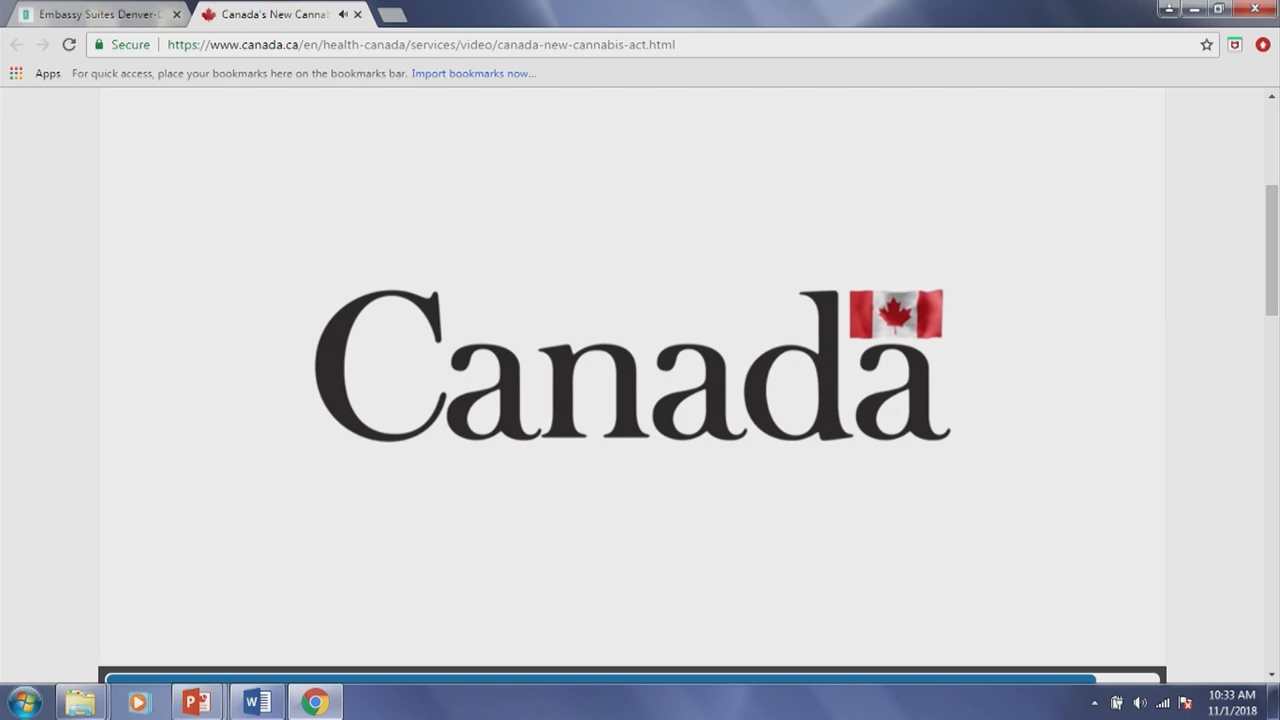 Embassy Suites Denver-D
Canada's New Cannab
Secure
https://www.canada.ca/en/health-canada/services/video/canada-new-cannabis-act.html
Apps
For quick access, place your bookmarks here on the bookmarks bar. Import bookmarks now...
Canada
10:33 AM
11/1/2018